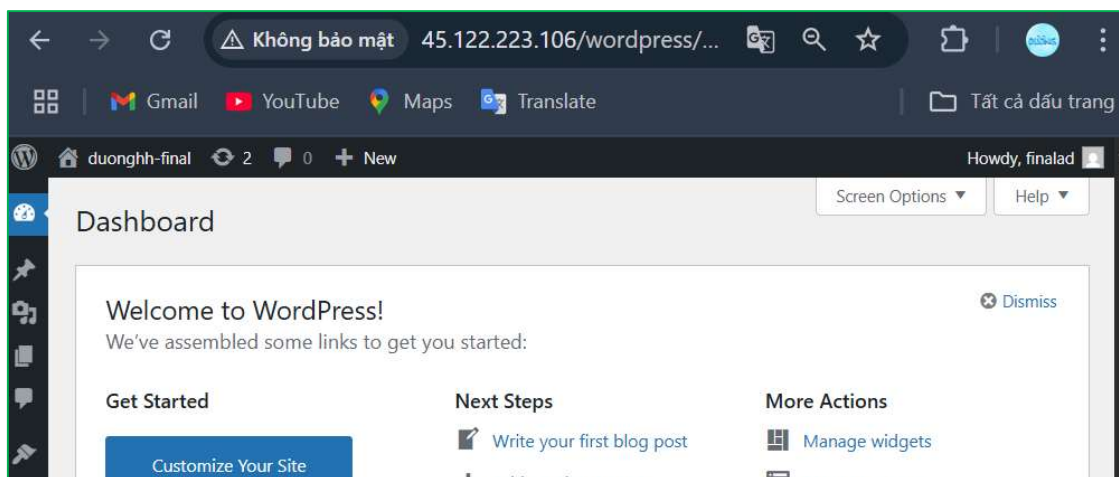 Không bảo mật 45.122.223.106/wordpress/...
Gmail YouTube Maps Translate Tất cả dấu trang
duonghh-final 2 0 New Howdy, finalad
Screen Options Help
Dashboard
Welcome to WordPress! Dismiss
We've assembled some links to get you started:
Get Started Next Steps More Actions
Write your first blog post Manage widgets
Customize Your Site